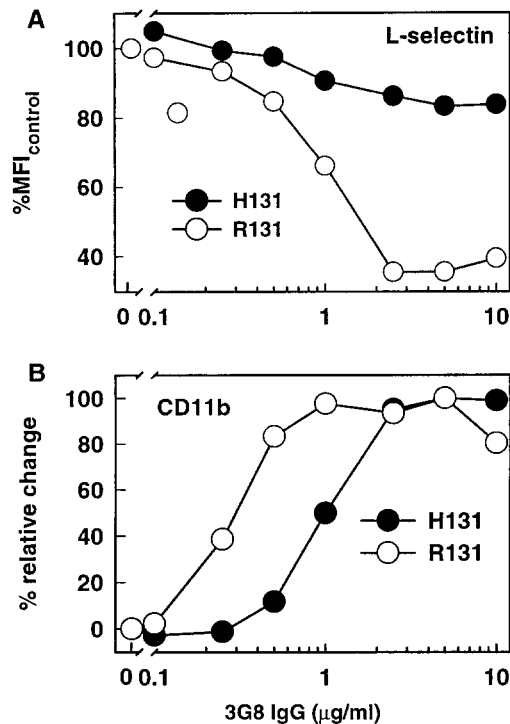 A
L-selectin
100
80
60
40
%MFIcontrol
H131
R131
0 0.1 1 10
B
CD11b
100
80
60
40
20
0
% relative change
H131
R131
0 0.1 1 10
3G8 IgG (μg/ml)